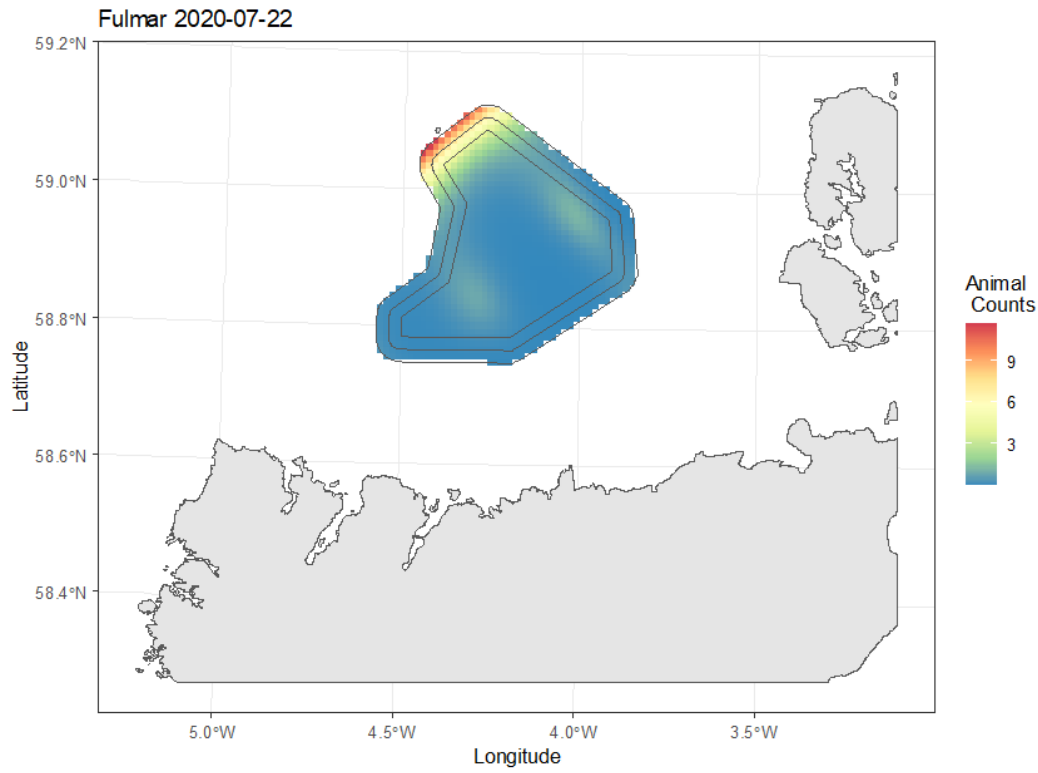 Fulmar 2020-07-22
59.2°N
59.0°N
58.8°N
58.6°N
58.4°N
Latitude
5.0°W
4.5°W
4.0°W
3.5°W
Longitude
Animal
Counts
9
6
3